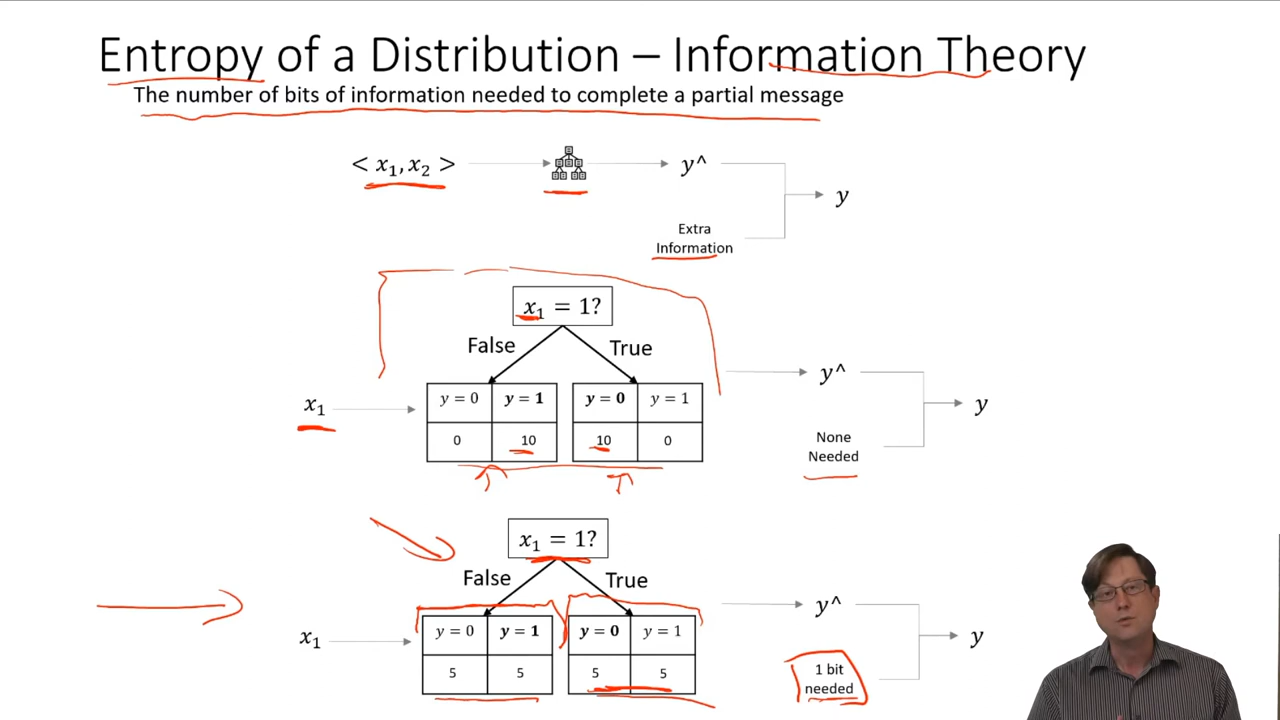 Entropy of a Distribution – Information Theory
The number of bits of information needed to complete a partial message
< x₁, x₂ >
y^
y
Extra
Information
x₁ = 1?
False
True
x₁
y = 0 y = 1 y = 0 y = 1
0 10 10 0
y^
y
None
Needed
x₁ = 1?
False
True
x₁
y = 0 y = 1 y = 0 y = 1
5 5 5 5
y^
y
1 bit
needed